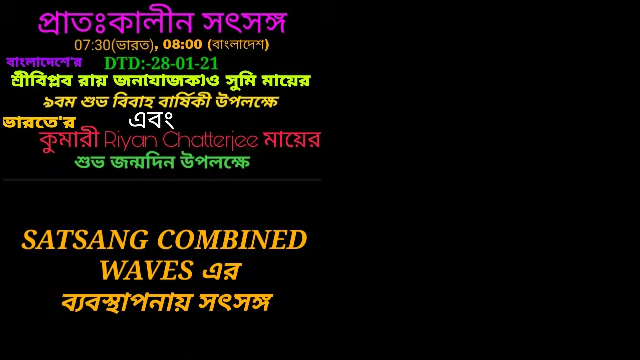 প্রাতঃকালীন সৎসঙ্গ
07:30(ভারত), 08:00 (বাংলাদেশ)
বাংলাদেশে'র DTD:-28-01-21
শ্রীবিপ্লব রায় জনাযাজকাও সুমি মায়ের
৯বম শুভ বিবাহ বার্ষিকী উপলক্ষে
ভারতে'র এবং
কুমারী Riyan Chatterjee মায়ের
শুভ জন্মদিন উপলক্ষে
SATSANG COMBINED
WAVES এর
ব্যবস্থাপনায় সৎসঙ্গ